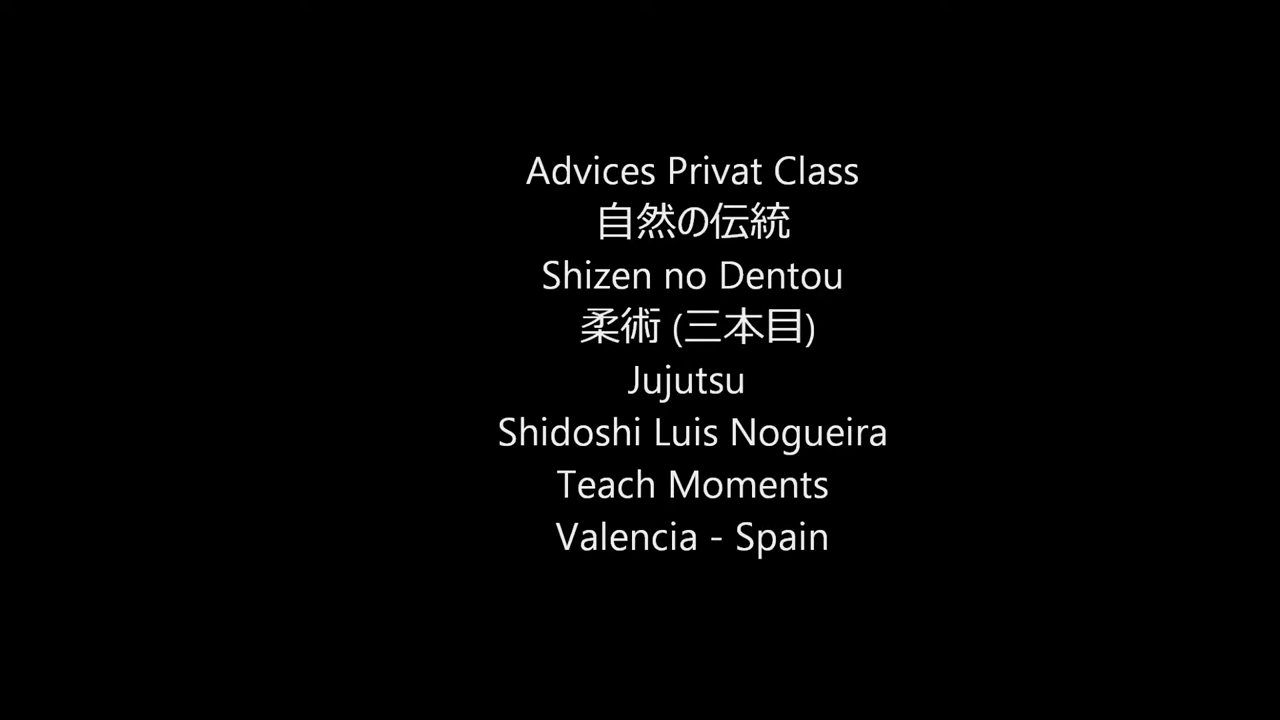 Advices Privat Class
自然の伝統
Shizen no Dentou
柔術 (三本目)
Jujutsu
Shidoshi Luis Nogueira
Teach Moments
Valencia - Spain